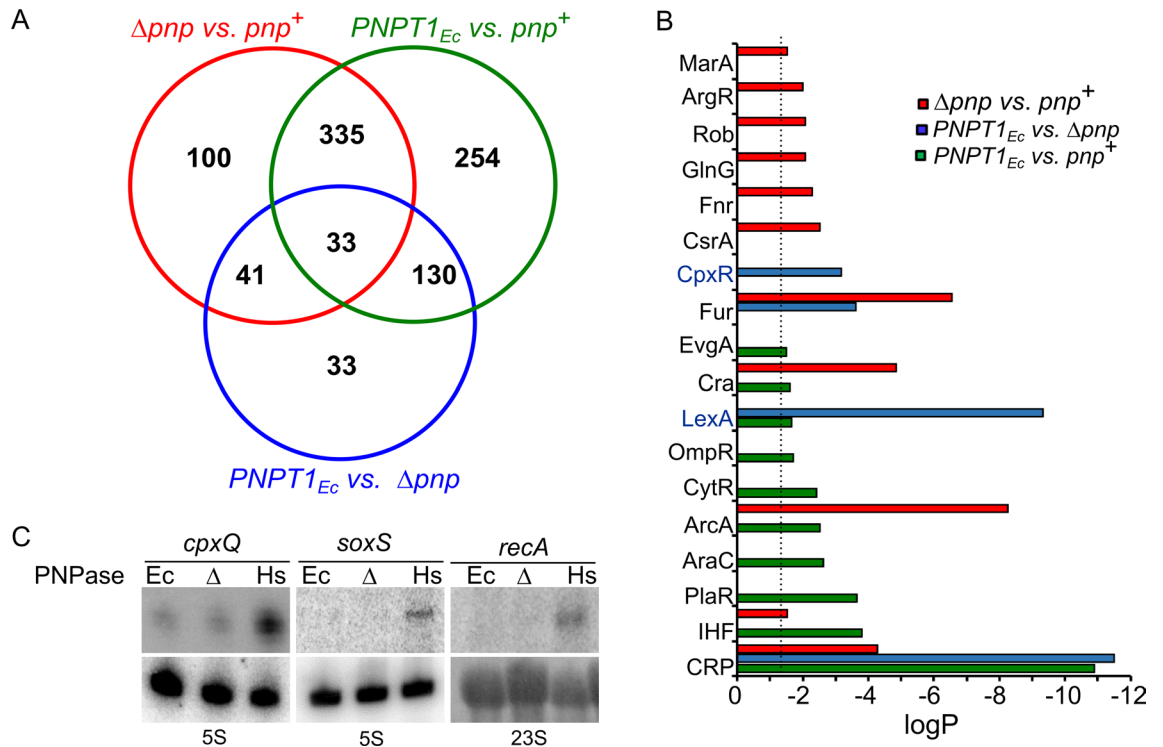 A
Δpnp vs. pnp+
PNPT1Ec vs. pnp+
100
335
254
33
41
130
33
PNPT1Ec vs. Δpnp
B
MarA
ArgR
Rob
GlnG
Fnr
CsrA
CpxR
Fur
EvgA
Cra
LexA
OmpR
CytR
ArcA
AraC
PlaR
IHF
CRP
Δpnp vs. pnp+
PNPT1Ec vs. Δpnp
PNPT1Ec vs. pnp+
0 -2 -4 -6 -8 -10 -12
logP
C
cpxQ soxS recA
PNPase Ec Δ Hs Ec Δ Hs Ec Δ Hs
5S 5S 23S